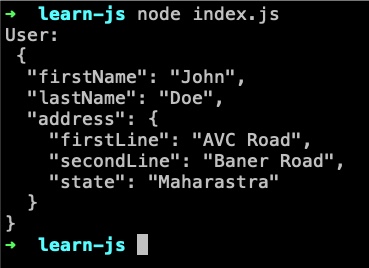 ➜  learn-js node index.js
User:
 {
  "firstName": "John",
  "lastName": "Doe",
  "address": {
    "firstLine": "AVC Road",
    "secondLine": "Baner Road",
    "state": "Maharastra"
  }
}
➜  learn-js